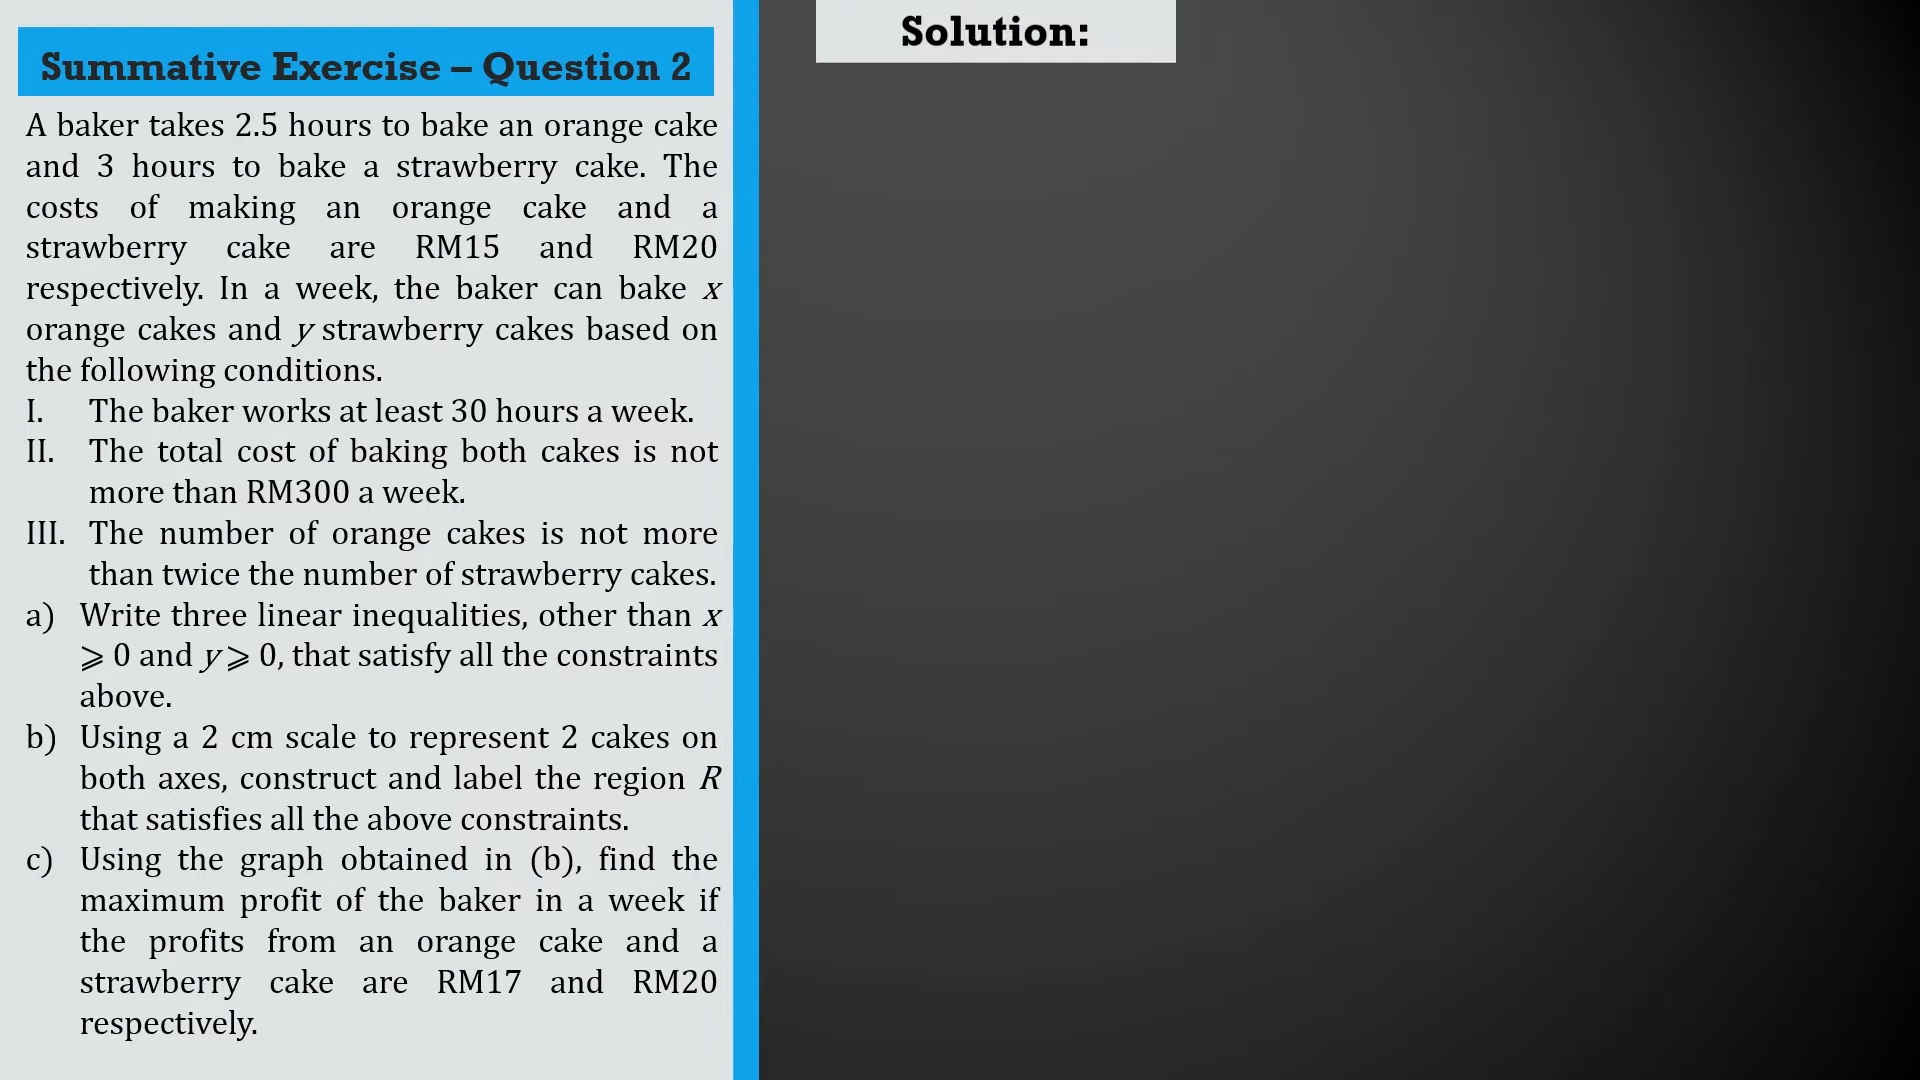 Summative Exercise – Question 2
A baker takes 2.5 hours to bake an orange cake
and 3 hours to bake a strawberry cake. The
costs of making an orange cake and a
strawberry cake are RM15 and RM20
respectively. In a week, the baker can bake x
orange cakes and y strawberry cakes based on
the following conditions.
I. The baker works at least 30 hours a week.
II. The total cost of baking both cakes is not
more than RM300 a week.
III. The number of orange cakes is not more
than twice the number of strawberry cakes.
a) Write three linear inequalities, other than x
⩾ 0 and y ⩾ 0, that satisfy all the constraints
above.
b) Using a 2 cm scale to represent 2 cakes on
both axes, construct and label the region R
that satisfies all the above constraints.
c) Using the graph obtained in (b), find the
maximum profit of the baker in a week if
the profits from an orange cake and a
strawberry cake are RM17 and RM20
respectively.
Solution: